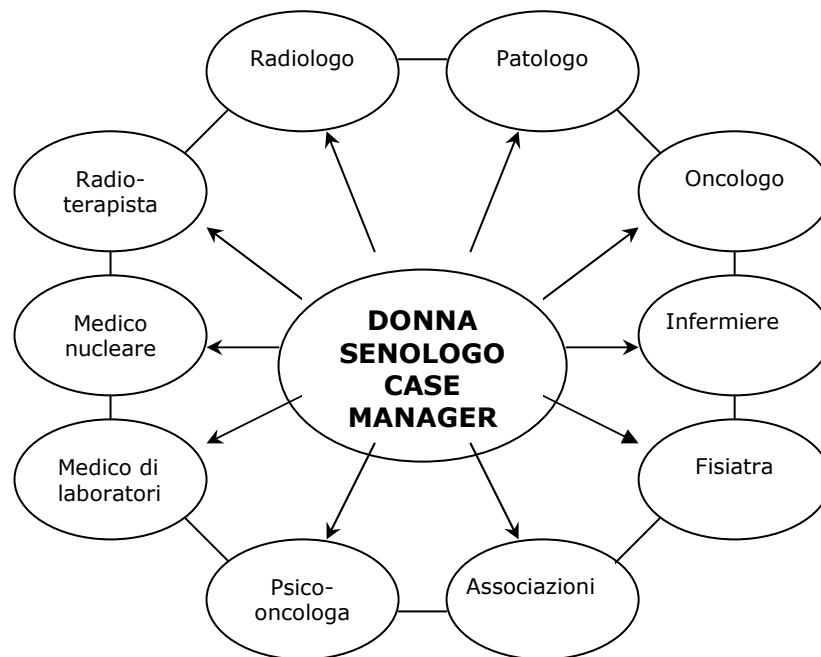 Radiologo
Patologo
Radio-
terapista
Oncologo
Medico
nucleare
DONNA
SENOLOGO
CASE
MANAGER
Infermiere
Medico di
laboratori
Fisiatra
Psico-
oncologa
Associazioni